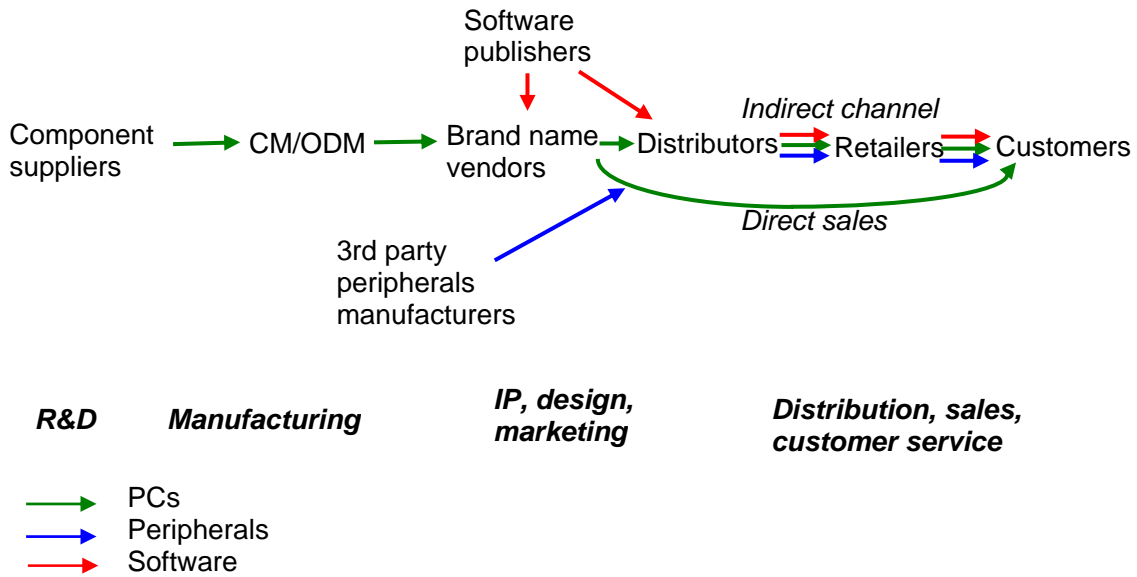 Software
publishers
Indirect channel
Component
suppliers
CM/ODM
Brand name
vendors
Distributors
Retailers
Customers
Direct sales
3rd party
peripherals
manufacturers
R&D
Manufacturing
IP, design,
marketing
Distribution, sales,
customer service
PCs
Peripherals
Software